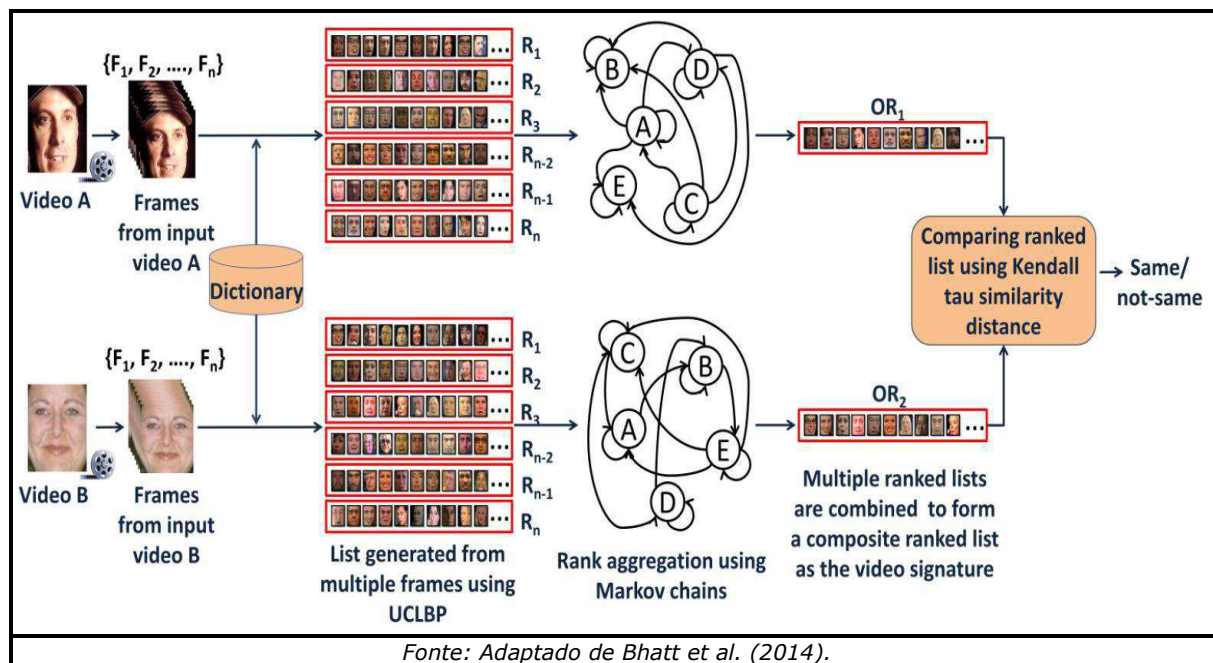 {F1, F2, ...., Fn}
Video A
Frames
from input
video A
Dictionary
{F1, F2, ...., Fn}
Video B
Frames
from input
video B
... R1
... R2
... R3
... Rn-2
... Rn-1
... Rn
... R1
... R2
... R3
... Rn-2
... Rn-1
... Rn
List generated from
multiple frames using
UCLBP
B
D
A
E
C
C
B
A
E
D
Rank aggregation using
Markov chains
OR1
...
OR2
...
Multiple ranked lists
are combined to form
a composite ranked list
as the video signature
Comparing ranked
list using Kendall
tau similarity
distance
Same/
not-same
Fonte: Adaptado de Bhatt et al. (2014).